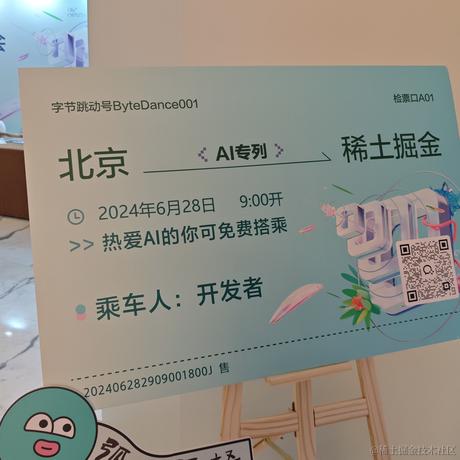 字节跳动号ByteDance001
检票口A01
北京
AI专列
稀土掘金
2024年6月28日 9:00开
>> 热爱AI的你可免费搭乘
乘车人：开发者
202406282909001800J 售
@稀土掘金技术社区